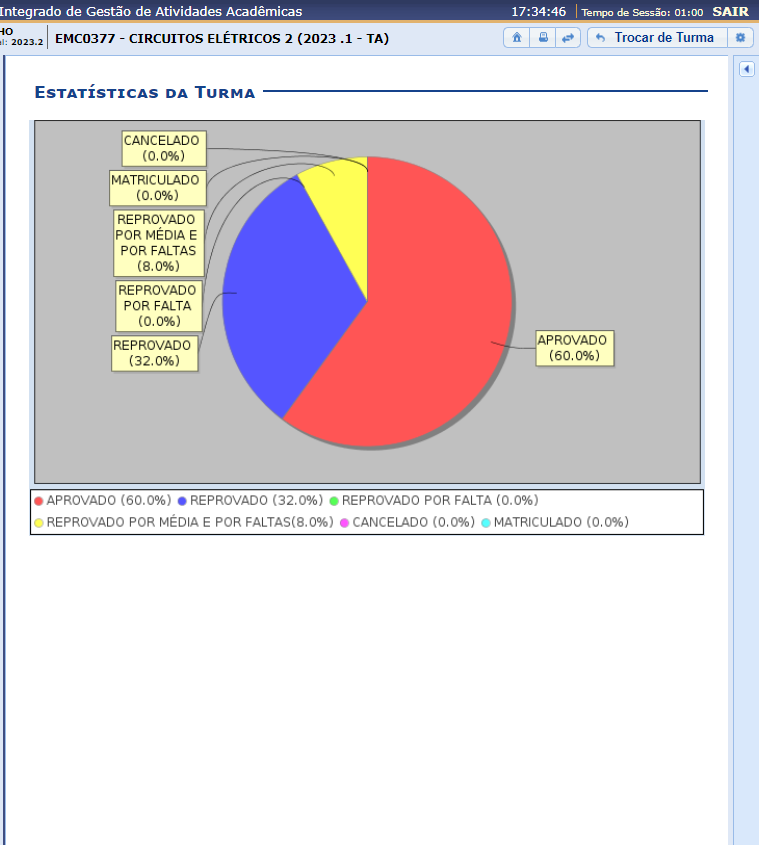 Integrado de Gestão de Atividades Acadêmicas
17:34:46
Tempo de Sessão: 01:00
SAIR
HO
el: 2023.2
EMC0377 - CIRCUITOS ELÉTRICOS 2 (2023 .1 - TA)
Trocar de Turma
Estatísticas da Turma
CANCELADO
(0.0%)
MATRICULADO
(0.0%)
REPROVADO
POR MÉDIA E
POR FALTAS
(8.0%)
REPROVADO
POR FALTA
(0.0%)
REPROVADO
(32.0%)
APROVADO
(60.0%)
APROVADO (60.0%) REPROVADO (32.0%) REPROVADO POR FALTA (0.0%)
REPROVADO POR MÉDIA E POR FALTAS(8.0%) CANCELADO (0.0%) MATRICULADO (0.0%)